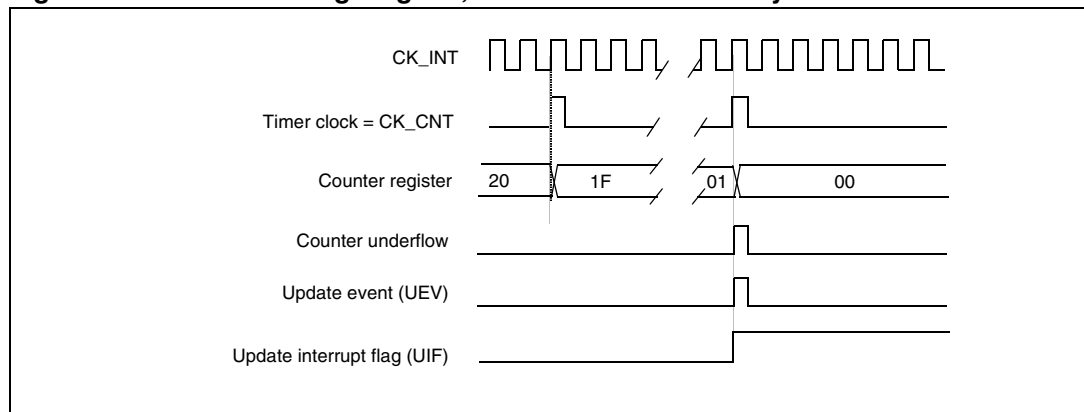 CK_INT
Timer clock = CK_CNT
Counter register 20 1F 01 00
Counter underflow
Update event (UEV)
Update interrupt flag (UIF)